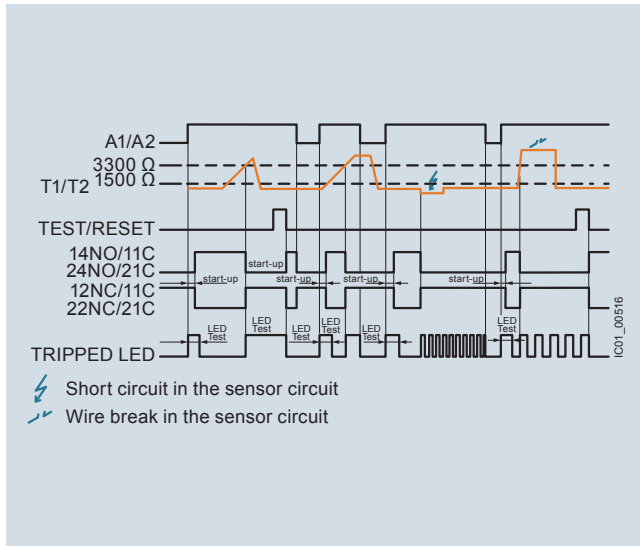 A1/A2
3300 Ω
T1/T2 1500 Ω
TEST/RESET
14NO/11C
24NO/21C
12NC/11C
22NC/21C
start-up
start-up
start-up
start-up
start-up
LED Test
LED Test
LED Test
LED Test
LED Test
LED Test
TRIPPED LED
IC01_00516
Short circuit in the sensor circuit
Wire break in the sensor circuit